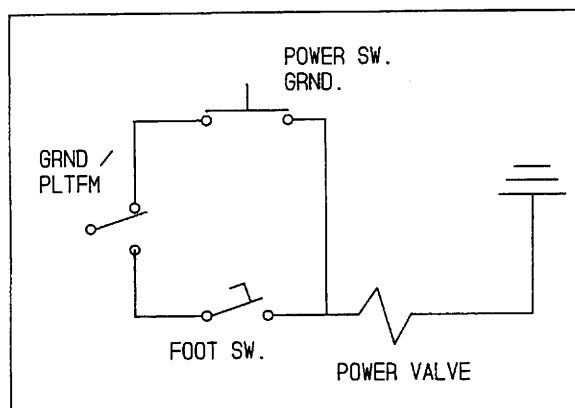 POWER SW.
GRND.
GRND /
PLTFM
FOOT SW.
POWER VALVE